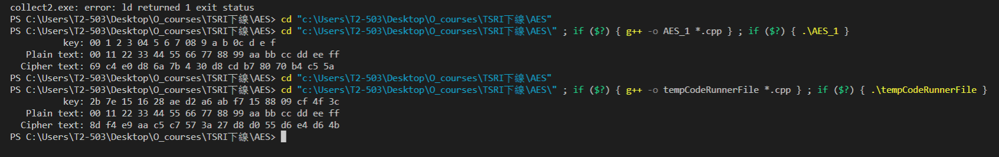 collect2.exe: error: ld returned 1 exit status
PS C:\Users\T2-503\Desktop\O_courses\TSRI下線\AES> cd "c:\Users\T2-503\Desktop\O_courses\TSRI下線\AES"
PS C:\Users\T2-503\Desktop\O_courses\TSRI下線\AES> cd "c:\Users\T2-503\Desktop\O_courses\TSRI下線\AES\" ; if ($?) { g++ -o AES_1 *.cpp } ; if ($?) { .\AES_1 }
key: 00 1 2 3 04 5 6 7 08 9 a b 0c d e f
Plain text: 00 11 22 33 44 55 66 77 88 99 aa bb cc dd ee ff
Cipher text: 69 c4 e0 d8 6a 7b 4 30 d8 cd b7 80 70 b4 c5 5a
PS C:\Users\T2-503\Desktop\O_courses\TSRI下線\AES> cd "c:\Users\T2-503\Desktop\O_courses\TSRI下線\AES"
PS C:\Users\T2-503\Desktop\O_courses\TSRI下線\AES> cd "c:\Users\T2-503\Desktop\O_courses\TSRI下線\AES\" ; if ($?) { g++ -o tempCodeRunnerFile *.cpp } ; if ($?) { .\tempCodeRunnerFile }
key: 2b 7e 15 16 28 ae d2 a6 ab f7 15 88 09 cf 4f 3c
Plain text: 00 11 22 33 44 55 66 77 88 99 aa bb cc dd ee ff
Cipher text: 8d f4 e9 aa c5 c7 57 3a 27 d8 d0 55 d6 e4 d6 4b
PS C:\Users\T2-503\Desktop\O_courses\TSRI下線\AES>